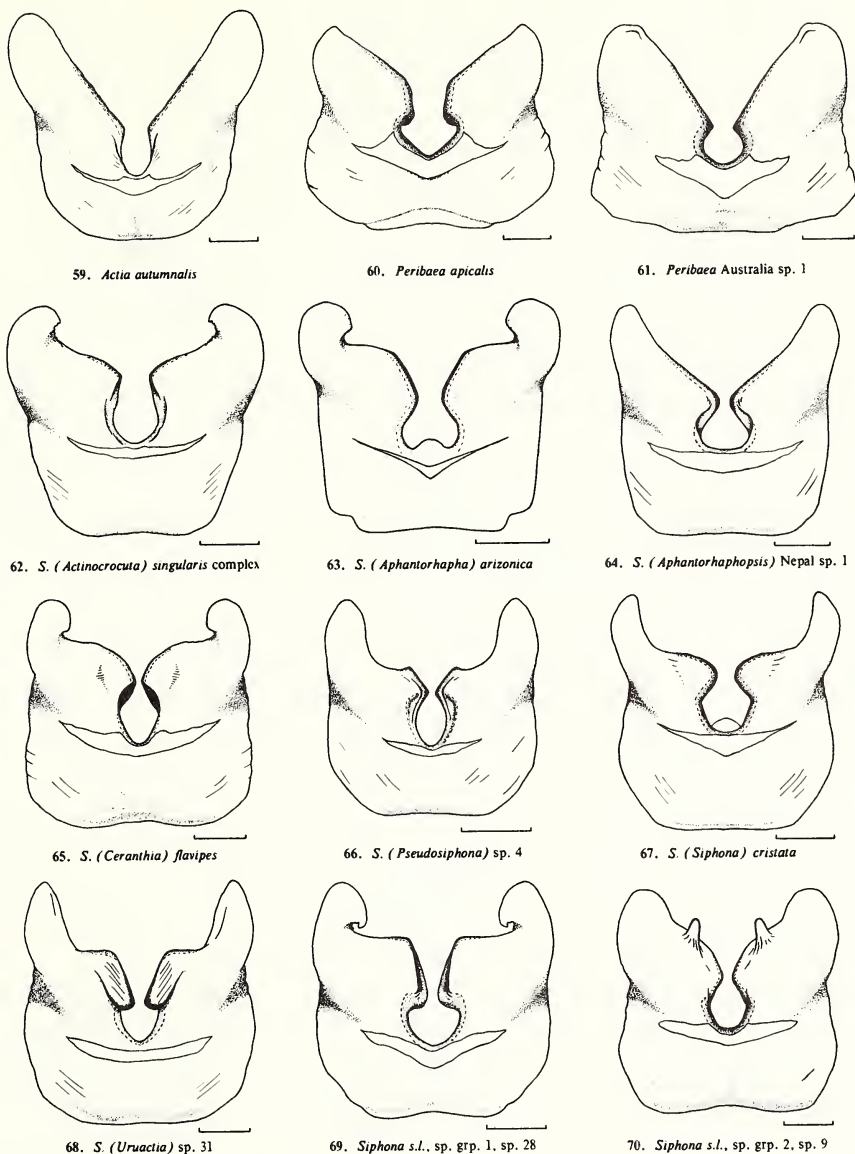 59. Actia autumnalis
60. Peribaea apicalis
61. Peribaea Australia sp. 1
62. S. (Actinocrocuta) singularis complex
63. S. (Aphantorhapha) arizonica
64. S. (Aphantorhaphopsis) Nepal sp. 1
65. S. (Ceranthia) flavipes
66. S. (Pseudosiphona) sp. 4
67. S. (Siphona) cristata
68. S. (Uruactia) sp. 31
69. Siphona s.l., sp. grp. 1, sp. 28
70. Siphona s.l., sp. grp. 2, sp. 9